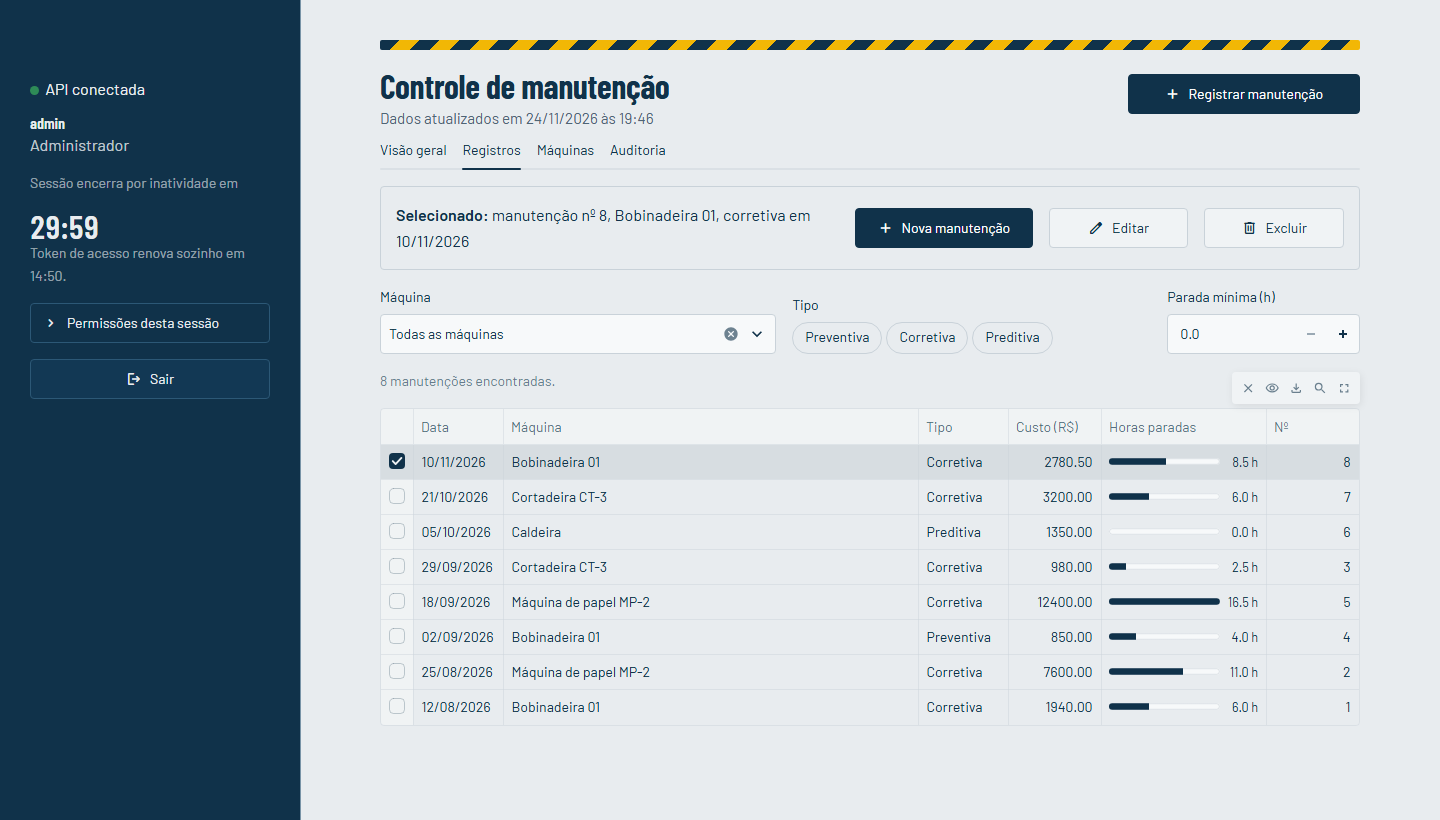 API conectada
admin
Administrador
Sessão encerra por inatividade em
29:59
Token de acesso renova sozinho em
14:50.
Permissões desta sessão
Sair
Controle de manutenção
Dados atualizados em 24/11/2026 às 19:46
Registrar manutenção
Visão geral Registros Máquinas Auditoria
Selecionado: manutenção nº 8, Bobinadeira 01, corretiva em
10/11/2026
Nova manutenção Editar Excluir
Máquina Tipo Parada mínima (h)
Todas as máquinas Preventiva Corretiva Preditiva 0.0
8 manutenções encontradas.
Data Máquina Tipo Custo (R$) Horas paradas Nº
10/11/2026 Bobinadeira 01 Corretiva 2780.50 8.5 h 8
21/10/2026 Cortadeira CT-3 Corretiva 3200.00 6.0 h 7
05/10/2026 Caldeira Preditiva 1350.00 0.0 h 6
29/09/2026 Cortadeira CT-3 Corretiva 980.00 2.5 h 3
18/09/2026 Máquina de papel MP-2 Corretiva 12400.00 16.5 h 5
02/09/2026 Bobinadeira 01 Preventiva 850.00 4.0 h 4
25/08/2026 Máquina de papel MP-2 Corretiva 7600.00 11.0 h 2
12/08/2026 Bobinadeira 01 Corretiva 1940.00 6.0 h 1